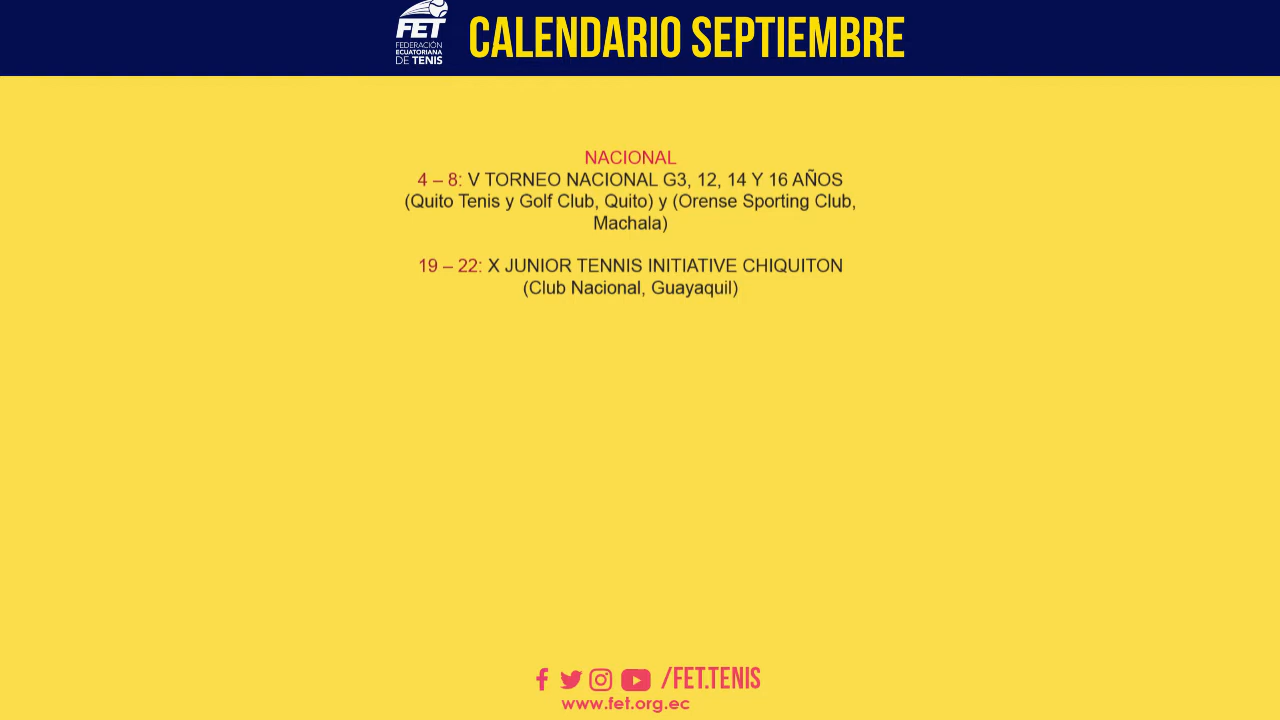 FET
FEDERACIÓN
ECUATORIANA
DE TENIS
CALENDARIO SEPTIEMBRE
NACIONAL
4 – 8: V TORNEO NACIONAL G3, 12, 14 Y 16 AÑOS
(Quito Tenis y Golf Club, Quito) y (Orense Sporting Club,
Machala)
19 – 22: X JUNIOR TENNIS INITIATIVE CHIQUITON
(Club Nacional, Guayaquil)
/FET.TENIS
www.fet.org.ec